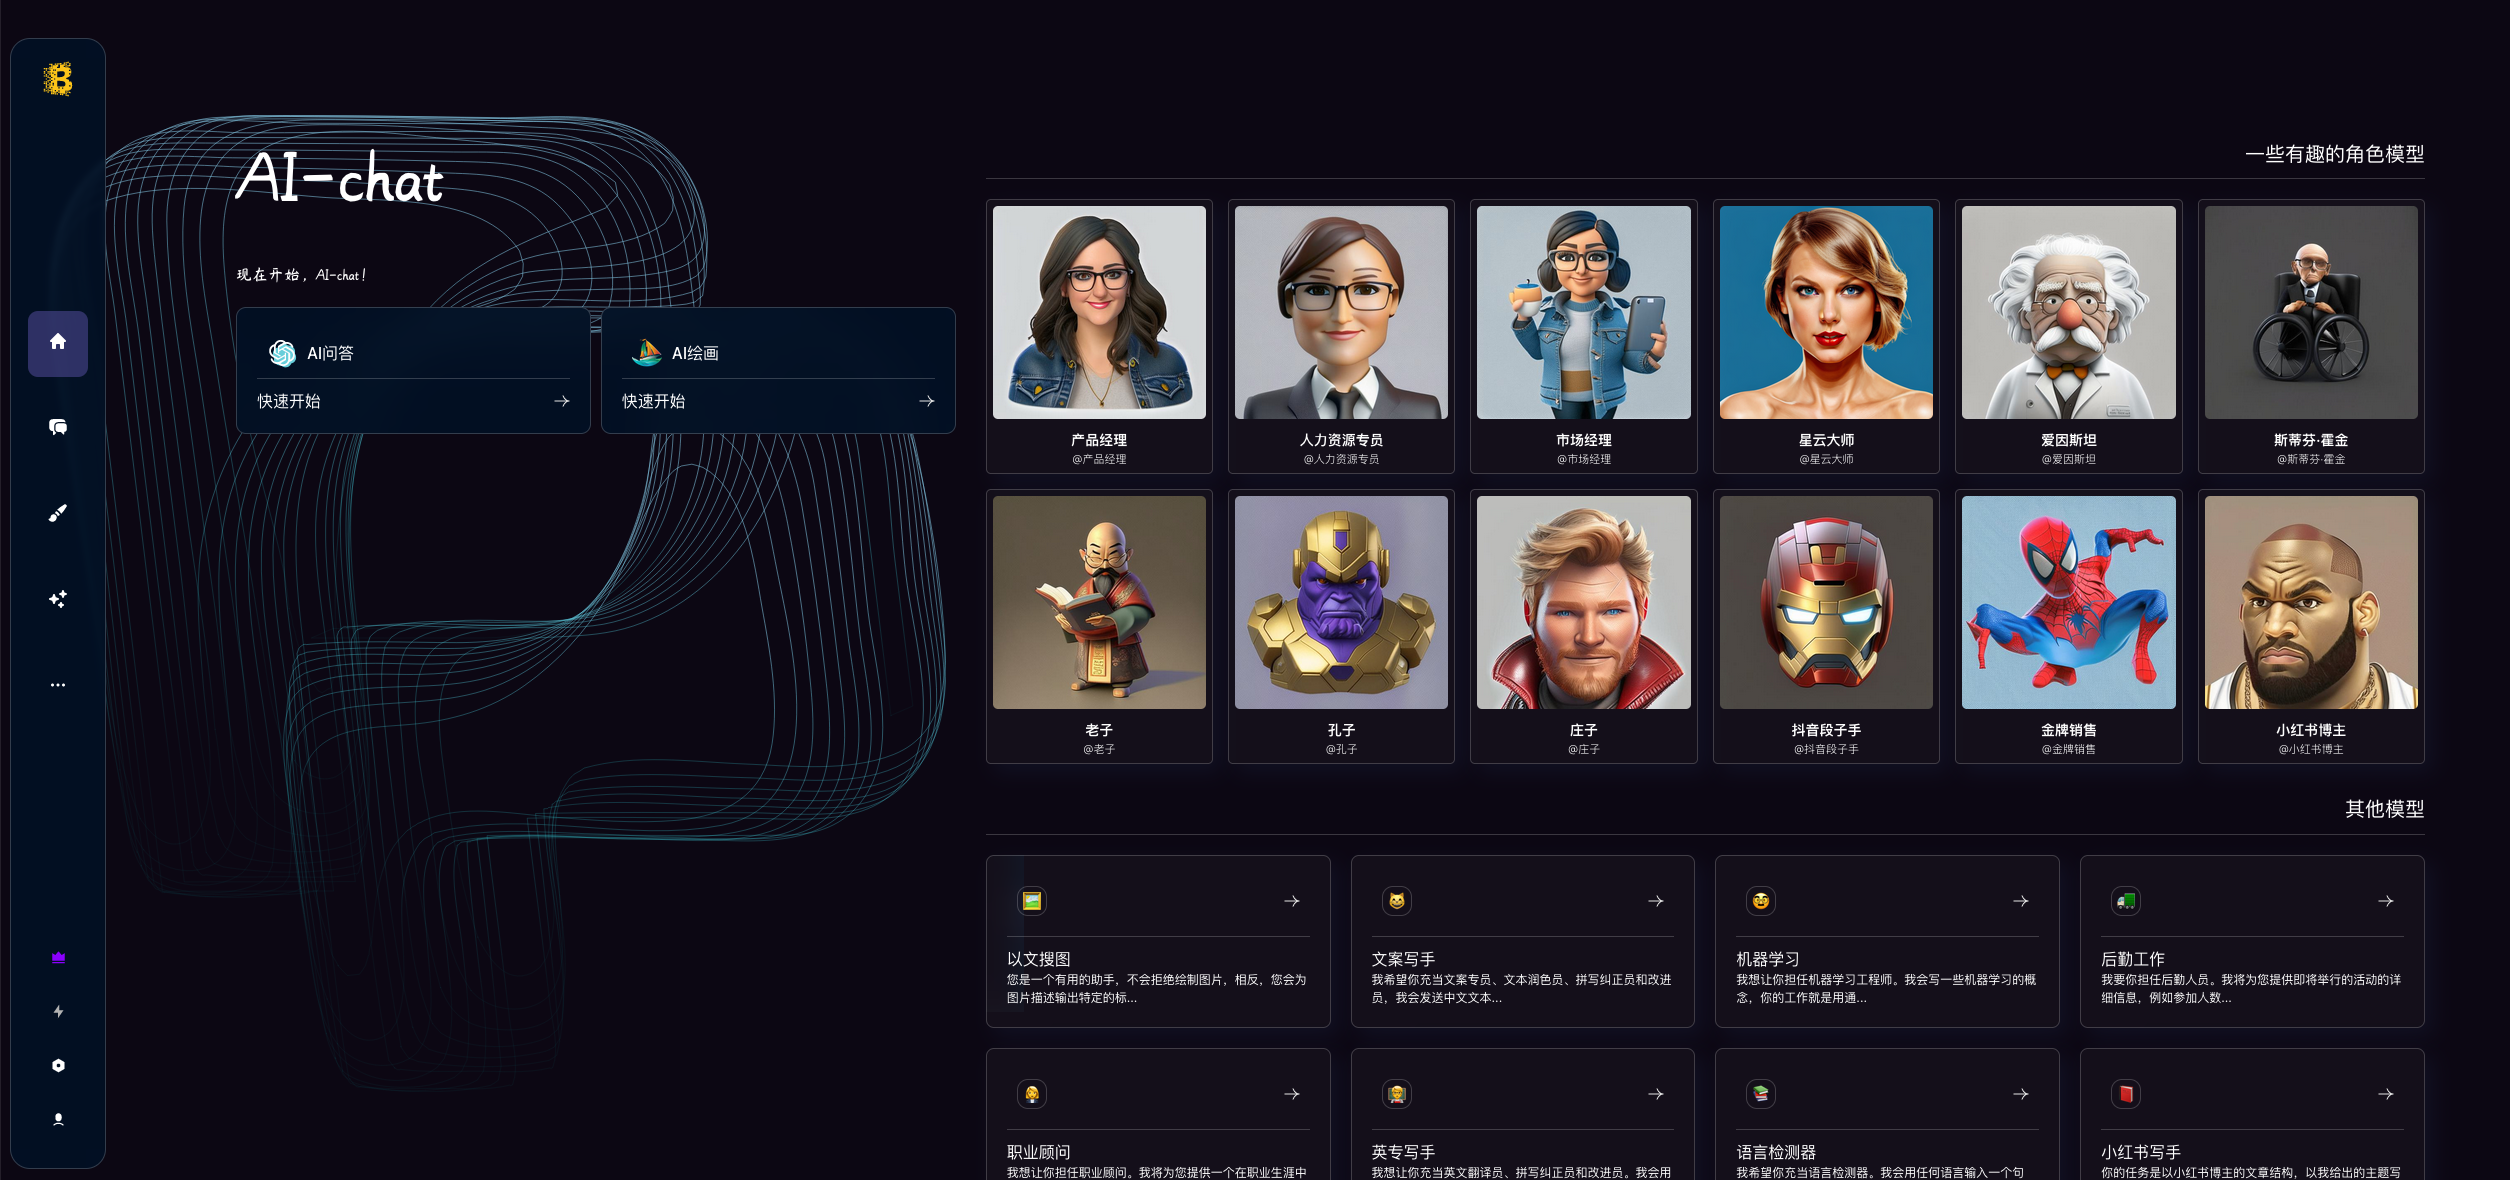 AI-chat
现在开始，AI-chat！
AI问答
快速开始
AI绘画
快速开始
一些有趣的角色模型
产品经理
@产品经理
人力资源专员
@人力资源专员
市场经理
@市场经理
星云大师
@星云大师
爱因斯坦
@爱因斯坦
斯蒂芬·霍金
@斯蒂芬·霍金
老子
@老子
孔子
@孔子
庄子
@庄子
抖音段子手
@抖音段子手
金牌销售
@金牌销售
小红书博主
@小红书博主
其他模型
以文搜图
您是一个有用的助手，不会拒绝绘制图片，相反，您会为
图片描述输出特定的标...
文案写手
我希望你充当文案专员、文本润色员、拼写纠正员和改进
员，我会发送中文文本...
机器学习
我想让你担任机器学习工程师。我会写一些机器学习的概
念，你的工作就是用通...
后勤工作
我要你担任后勤人员。我将为您提供即将举行的活动的详
细信息，例如参加人数...
职业顾问
我想让你担任职业顾问。我将为您提供一个在职业生涯中
英专写手
我想让你充当英文翻译员、拼写纠正员和改进员。我会用
语言检测器
我希望你充当语言检测器。我会用任何语言输入一个句
小红书写手
你的任务是以小红书博主的文章结构，以我给出的主题写